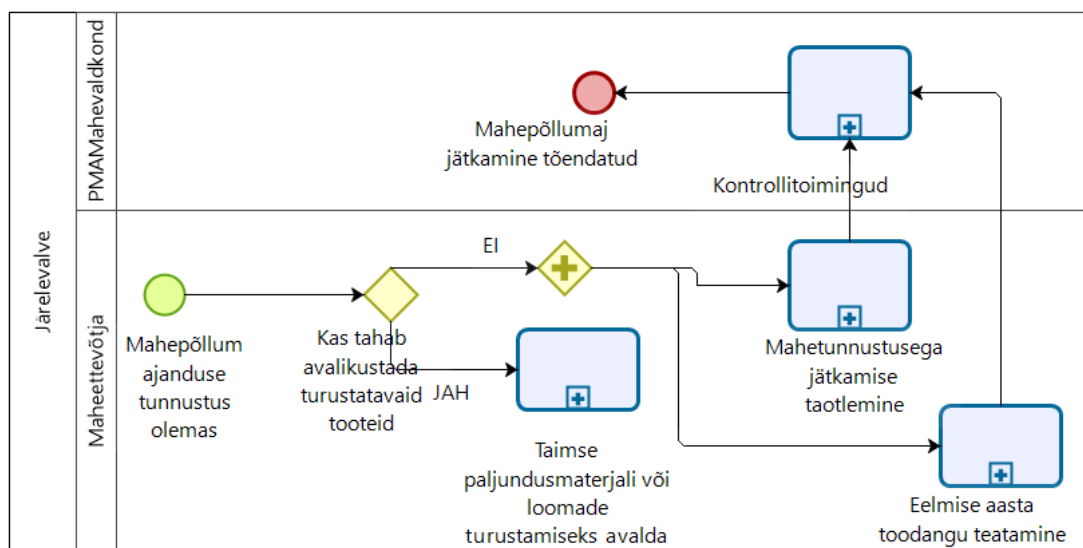 Järelevalve
PMAMahevaldkond
Mahepõllumaj
jätkamine tõendatud
Kontrollitoimingud
Maheettevõtja
Mahepõllum
ajanduse
tunnustus
olemas
EI
Kas tahab
avalikustada
turustatavaid
tooteid
JAH
Taimse
paljundusmaterjali või
loomade
turustamiseks avalda
Mahetunnustusega
jätkamise
taotlemine
Eelmise aasta
toodangu teatamine